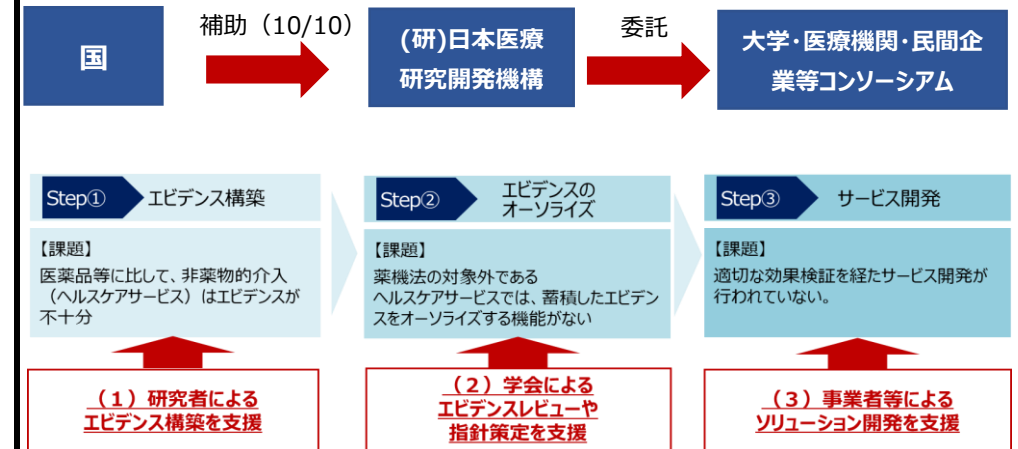 国
補助（10/10）
(研)日本医療
研究開発機構
委託
大学・医療機関・民間企
業等コンソーシアム
Step① エビデンス構築
【課題】
医薬品等に比して、非薬物的介入
（ヘルスケアサービス）はエビデンスが
不十分
（１）研究者による
エビデンス構築を支援
Step② エビデンスの
オーソライズ
【課題】
薬機法の対象外である
ヘルスケアサービスでは、蓄積したエビデン
スをオーソライズする機能がない
（２）学会による
エビデンスレビューや
指針策定を支援
Step③ サービス開発
【課題】
適切な効果検証を経たサービス開発が
行われていない。
（３）事業者等による
ソリューション開発を支援